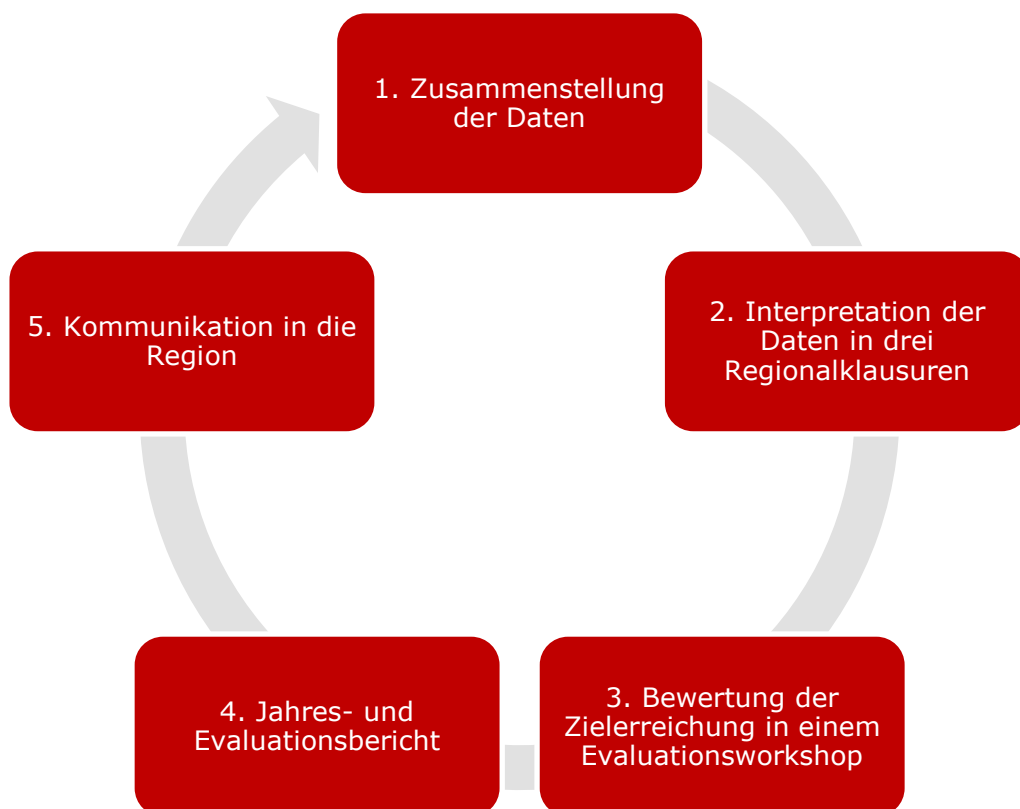 1. Zusammenstellung
der Daten
2. Interpretation der
Daten in drei
Regionalklausuren
3. Bewertung der
Zielerreichung in einem
Evaluationsworkshop
4. Jahres- und
Evaluationsbericht
5. Kommunikation in die
Region